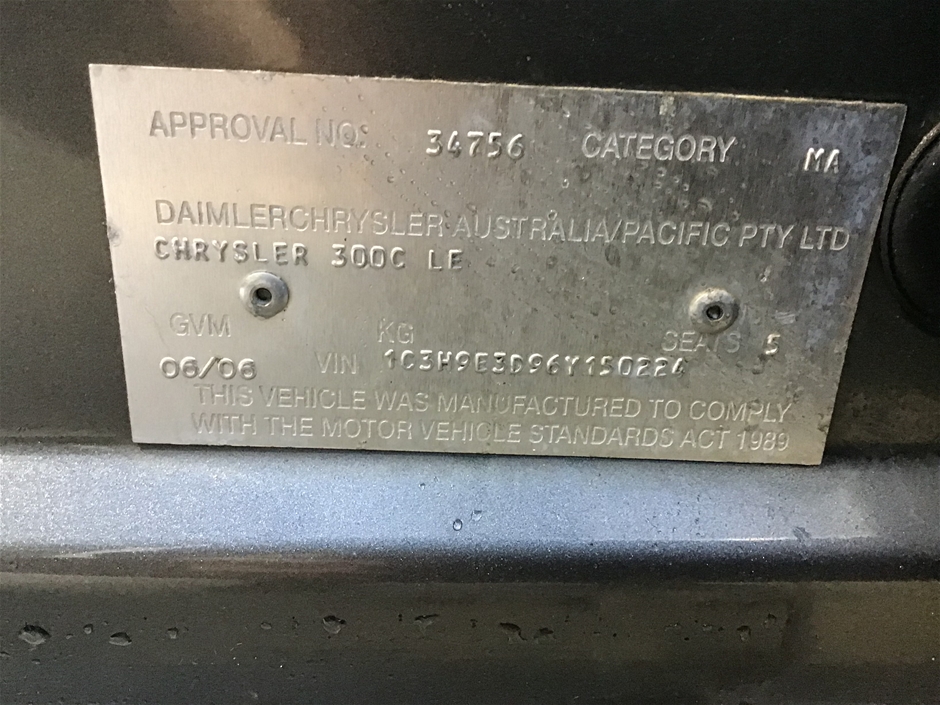 APPROVAL NO: 34756 CATEGORY MA
DAIMLERCHRYSLER AUSTRALIA/PACIFIC PTY LTD
CHRYSLER 300C LE
GVM KG SEATS 5
06/06 VIN 1C3H9E3D96Y150224
THIS VEHICLE WAS MANUFACTURED TO COMPLY
WITH THE MOTOR VEHICLE STANDARDS ACT 1989